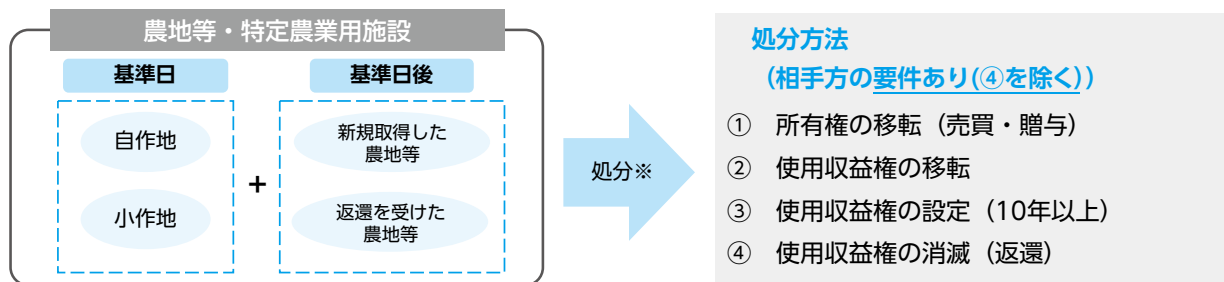 農地等・特定農業用施設
基準日
基準日後
自作地
小作地
+
新規取得した
農地等
返還を受けた
農地等
処分※
処分方法
（相手方の要件あり(④を除く)）
① 所有権の移転（売買・贈与）
② 使用収益権の移転
③ 使用収益権の設定（10年以上）
④ 使用収益権の消滅（返還）